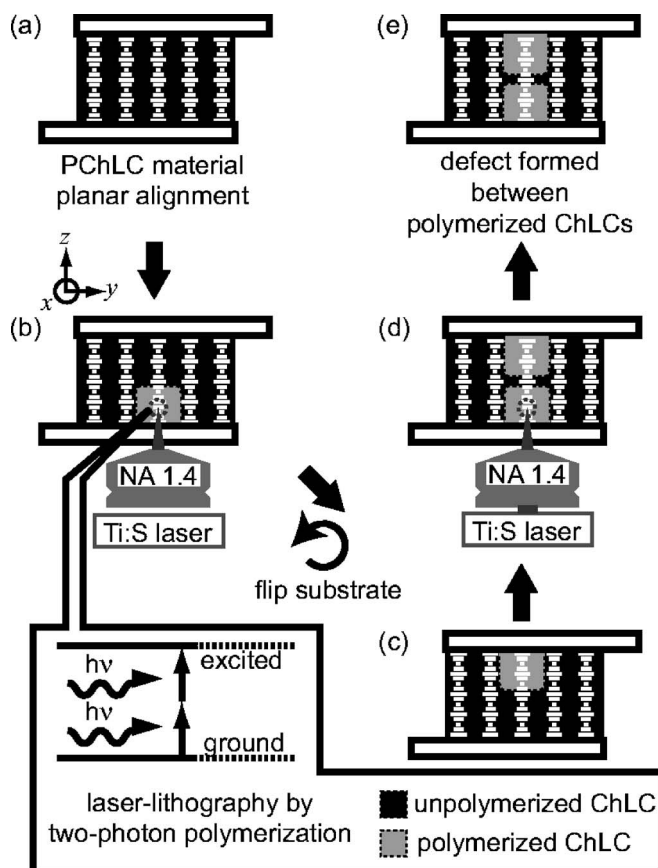 (a)
PChLC material
planar alignment
z
x
y
(b)
NA 1.4
Ti:S laser
flip substrate
(e)
defect formed
between
polymerized ChLCs
(d)
NA 1.4
Ti:S laser
(c)
hν
excited
hν
ground
laser-lithography by
two-photon polymerization
unpolymerized ChLC
polymerized ChLC